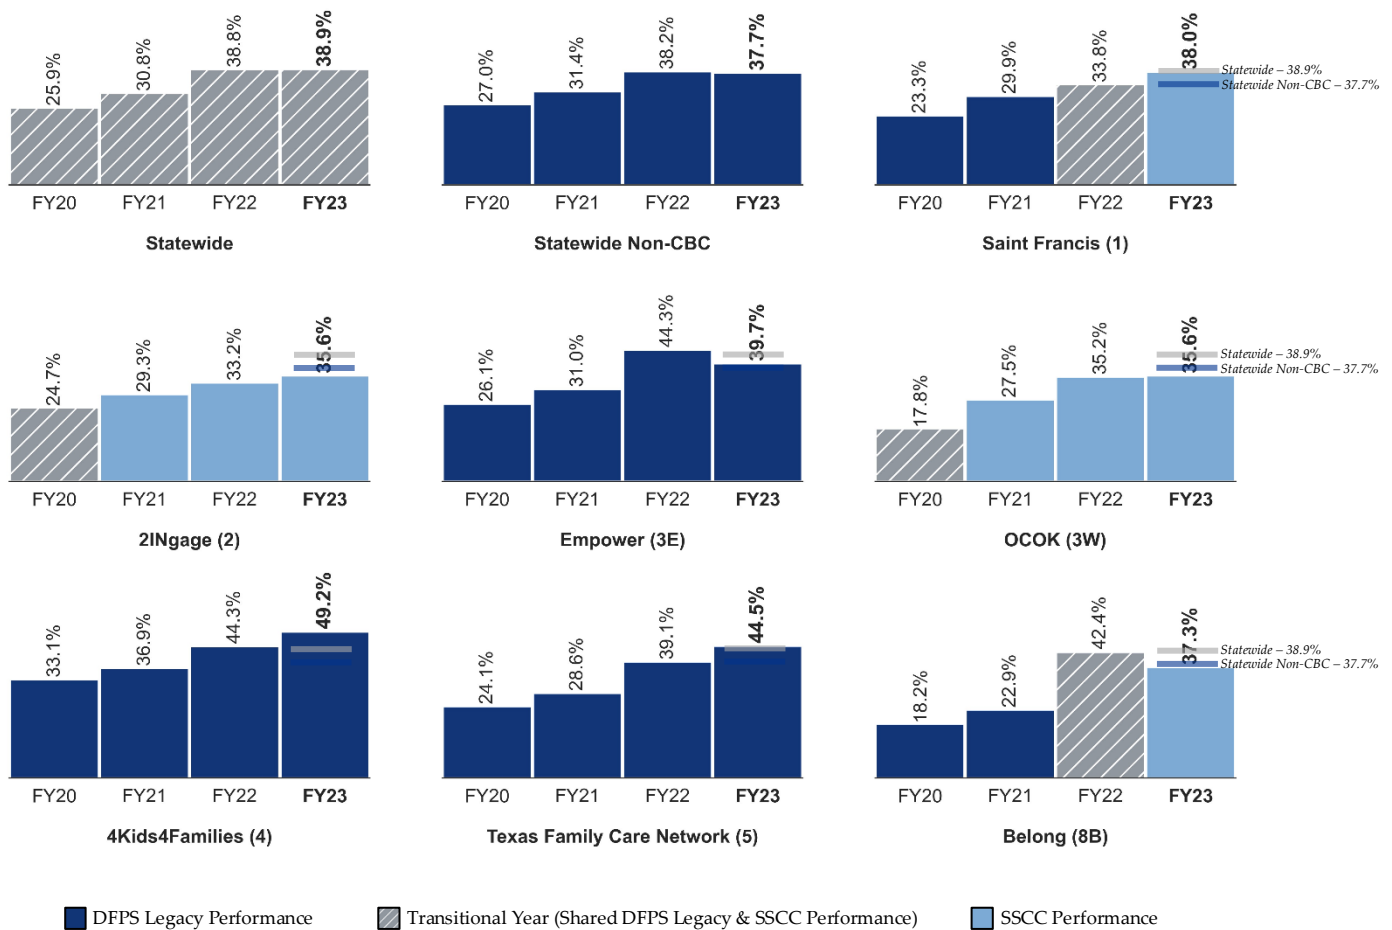 25.9% 30.8% 38.8% 38.9%
FY20 FY21 FY22 FY23
Statewide
27.0% 31.4% 38.2% 37.7%
FY20 FY21 FY22 FY23
Statewide Non-CBC
23.3% 29.9% 33.8% 38.0%
Statewide – 38.9%
Statewide Non-CBC – 37.7%
FY20 FY21 FY22 FY23
Saint Francis (1)
24.7% 29.3% 33.2% 35.6%
FY20 FY21 FY22 FY23
2INgage (2)
26.1% 31.0% 44.3% 39.7%
FY20 FY21 FY22 FY23
Empower (3E)
17.8% 27.5% 35.2% 35.6%
Statewide – 38.9%
Statewide Non-CBC – 37.7%
FY20 FY21 FY22 FY23
OCOK (3W)
33.1% 36.9% 44.3% 49.2%
FY20 FY21 FY22 FY23
4Kids4Families (4)
24.1% 28.6% 39.1% 44.5%
FY20 FY21 FY22 FY23
Texas Family Care Network (5)
18.2% 22.9% 42.4% 37.3%
Statewide – 38.9%
Statewide Non-CBC – 37.7%
FY20 FY21 FY22 FY23
Belong (8B)
DFPS Legacy Performance
Transitional Year (Shared DFPS Legacy & SSCC Performance)
SSCC Performance